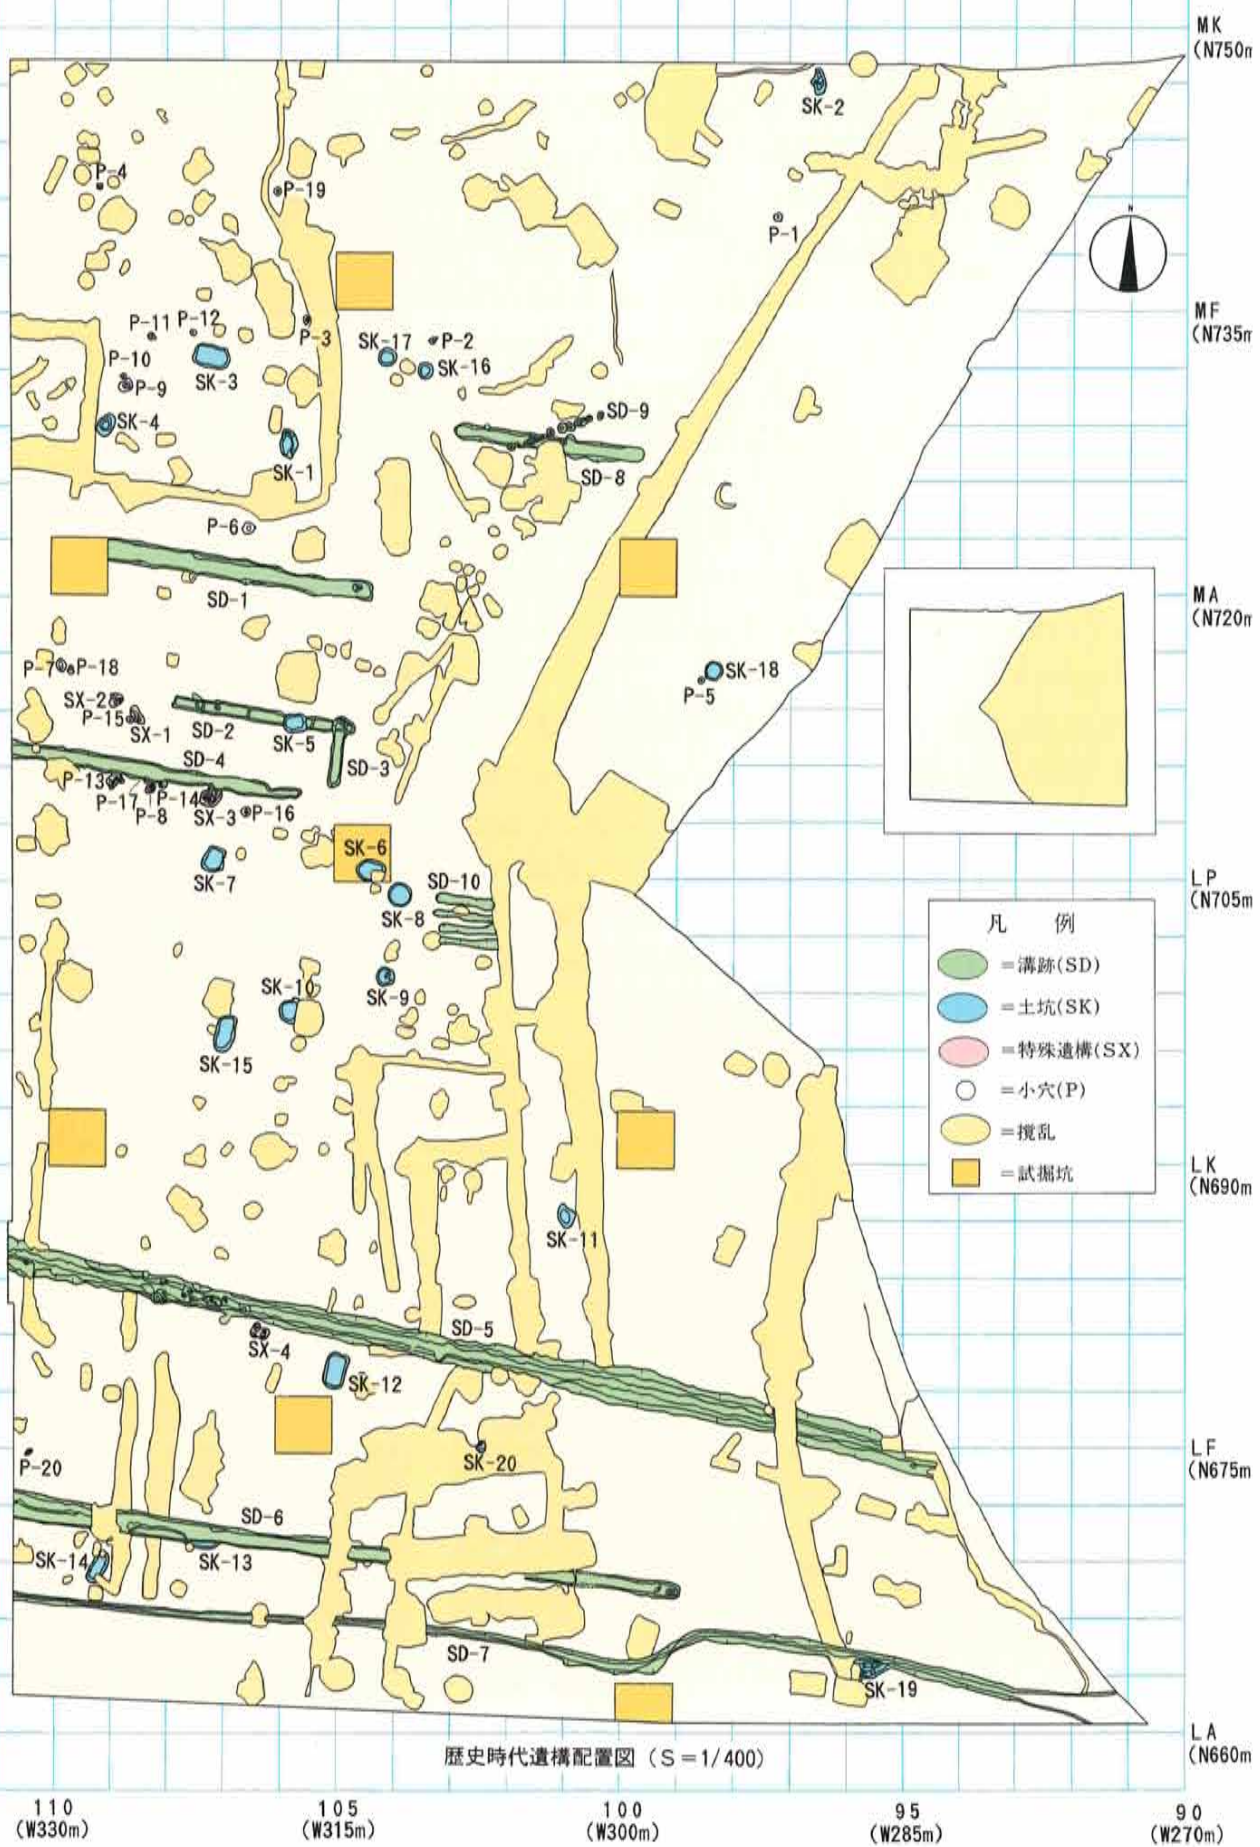 MK
(N750m
SK-2
P-4
P-19
P-1
N
MF
(N735m
P-11
P-12
P-3
SK-17
P-2
P-10
SK-16
P-9
SK-3
SK-4
SD-9
SK-1
SD-8
P-6
MA
(N720m
SD-1
P-7
P-18
SK-18
P-5
SX-2
P-15
SX-1
SD-2
SK-5
SD-4
SD-3
P-13
P-17
P-14
P-8
SX-3
P-16
SK-6
SK-7
SD-10
SK-8
LP
(N705m
凡 例
=溝跡(SD)
SK-10
SK-9
=土坑(SK)
SK-15
=特殊遺構(SX)
=小穴(P)
=撹乱
=試掘坑
LK
(N690m
SK-11
SD-5
SX-4
SK-12
LF
(N675m
P-20
SK-20
SD-6
SK-14
SK-13
SD-7
SK-19
LA
(N660m
歴史時代遺構配置図(S=1/400)
110
(W330m)
105
(W315m)
100
(W300m)
95
(W285m)
90
(W270m)